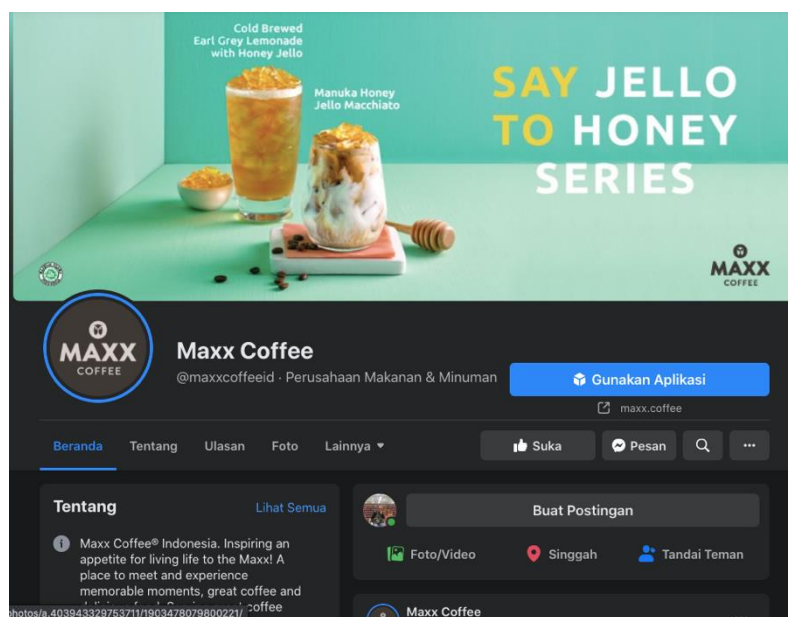 Cold Brewed
Earl Grey Lemonade
with Honey Jello
Manuka Honey
Jello Macchiato
SAY JELLO
TO HONEY
SERIES
MAXX
COFFEE
MAXX
COFFEE
Maxx Coffee
@maxxcoffeeid · Perusahaan Makanan & Minuman
Gunakan Aplikasi
maxx.coffee
Beranda Tentang Ulasan Foto Lainnya
Suka Pesan
Tentang Lihat Semua
Maxx Coffee® Indonesia. Inspiring an
appetite for living life to the Maxx! A
place to meet and experience
memorable moments, great coffee and
coffee
photos/a.403943329753711/1903478079800221/
Buat Postingan
Foto/Video Singgah Tandai Teman
Maxx Coffee